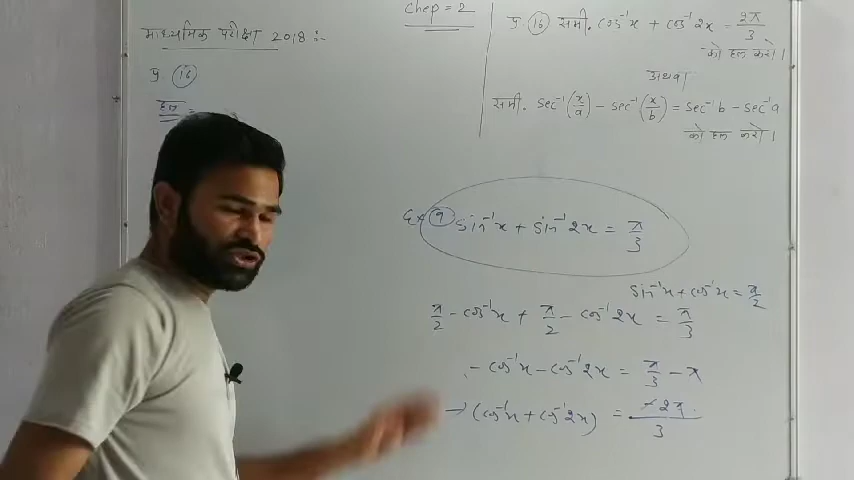 Chep = 2
माध्यमिक परीक्षा 2018 :-
प्र. (16)
हल =
प्र. (16) समी. cos⁻¹x + cos⁻¹2x = 2π/3
को हल करो।
अथवा
समी. sec⁻¹(x/a) - sec⁻¹(x/b) = sec⁻¹b - sec⁻¹a
को हल करो।
Ex (9) sin⁻¹x + sin⁻¹2x = π/3
sin⁻¹x + cos⁻¹x = π/2
π/2 - cos⁻¹x + π/2 - cos⁻¹2x = π/3
- cos⁻¹x - cos⁻¹2x = π/3 - π
(cos⁻¹x + cos⁻¹2x) = -2π/3